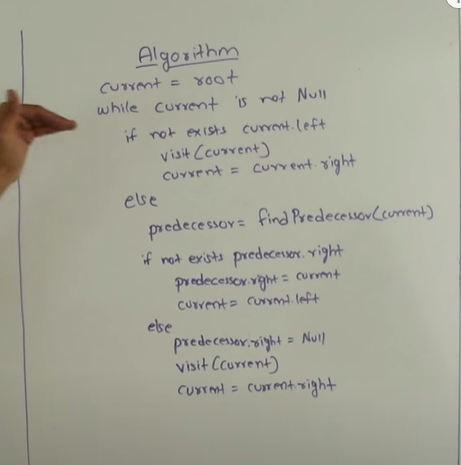 Algorithm
current = root
while current is not Null
if not exists current.left
visit(current)
current = current.right
else
predecessor = findPredecessor(current)
if not exists predecessor.right
predecessor.right = current
current = current.left
else
predecessor.right = Null
visit(current)
current = current.right